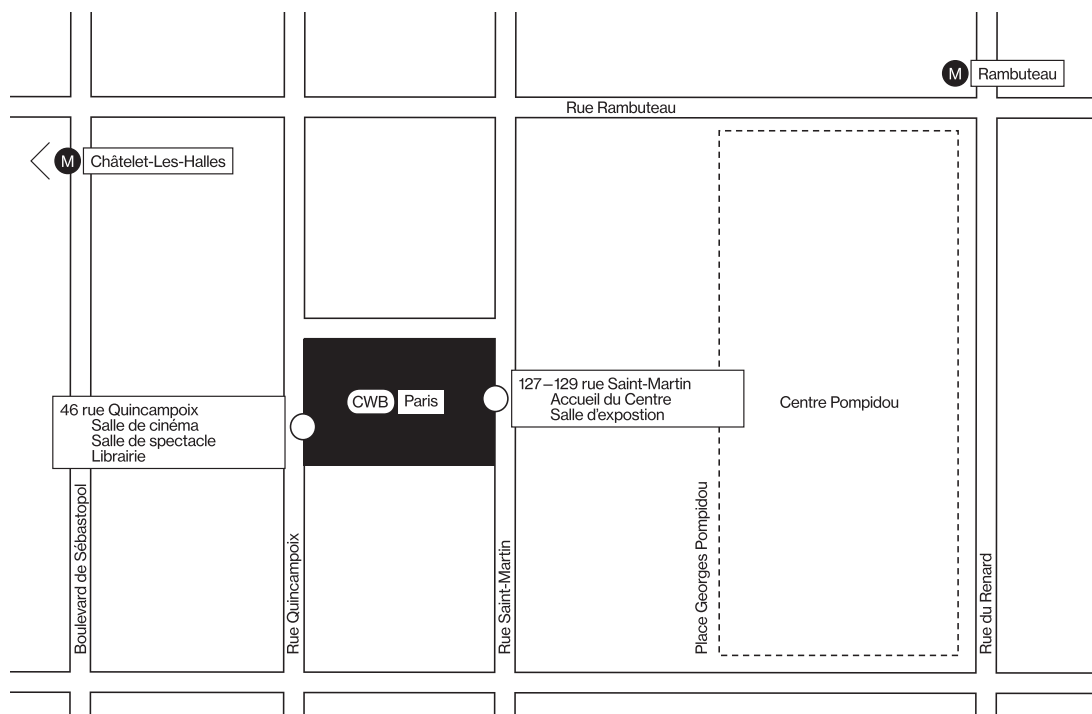 M Rambuteau
Rue Rambuteau
M Châtelet-Les-Halles
127–129 rue Saint-Martin
Accueil du Centre
Salle d'expostion
CWB Paris
Centre Pompidou
46 rue Quincampoix
Salle de cinéma
Salle de spectacle
Librairie
Boulevard de Sébastopol
Rue Quincampoix
Rue Saint-Martin
Place Georges Pompidou
Rue du Renard